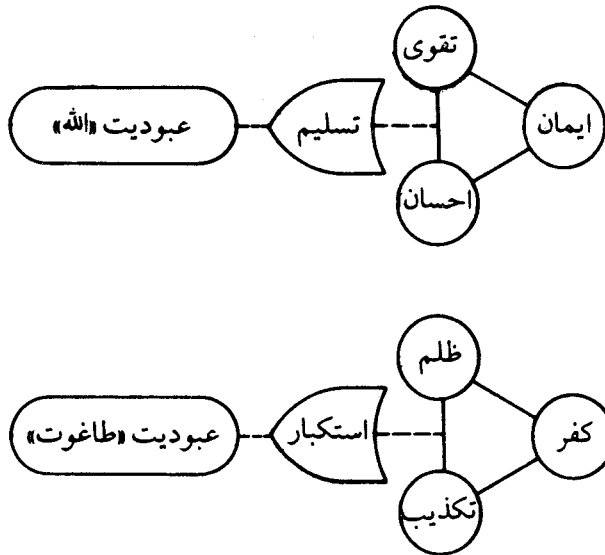 تقوی
ایمان
تسلیم
عبودیت «الله»
احسان
ظلم
کفر
استکبار
عبودیت «طاغوت»
تکذیب